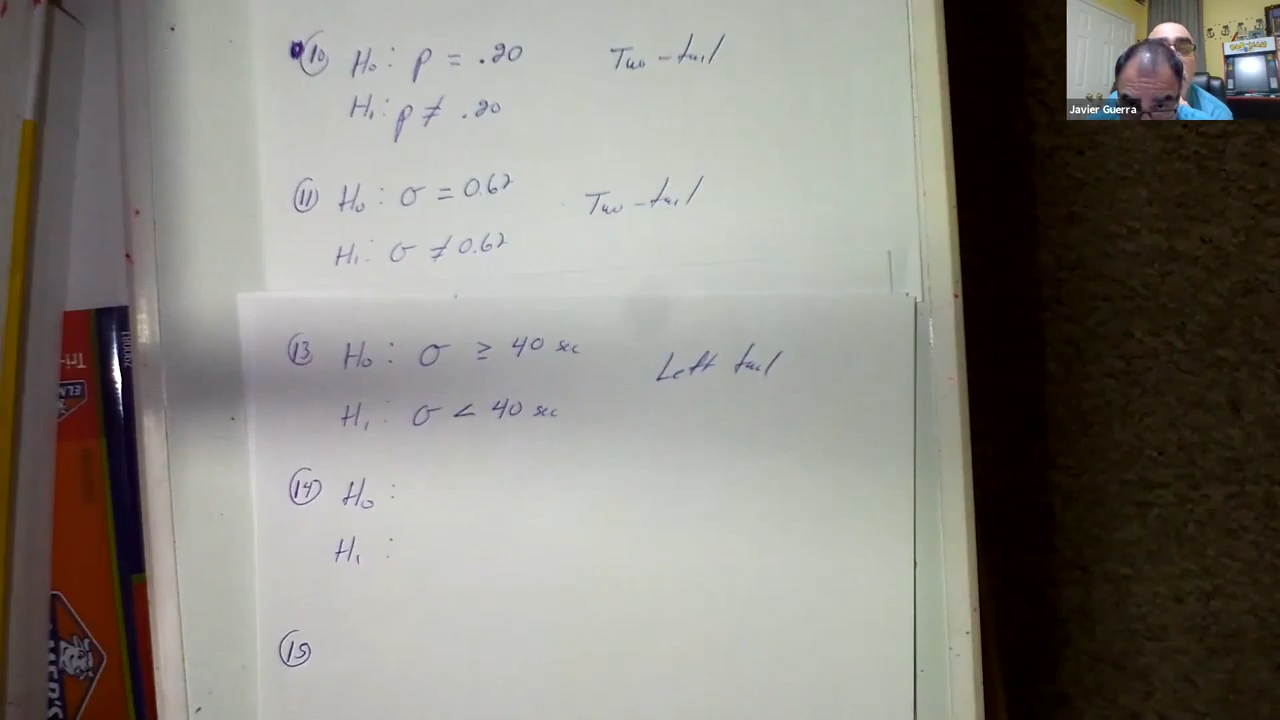 ⑩ H₀: p = .20 Two-tail
H₁: p ≠ .20
⑪ H₀: σ = 0.62 Two-tail
H₁: σ ≠ 0.62
⑬ H₀: σ ≥ 40 sec Left tail
H₁: σ < 40 sec
⑭ H₀:
H₁:
⑮
Javier Guerra